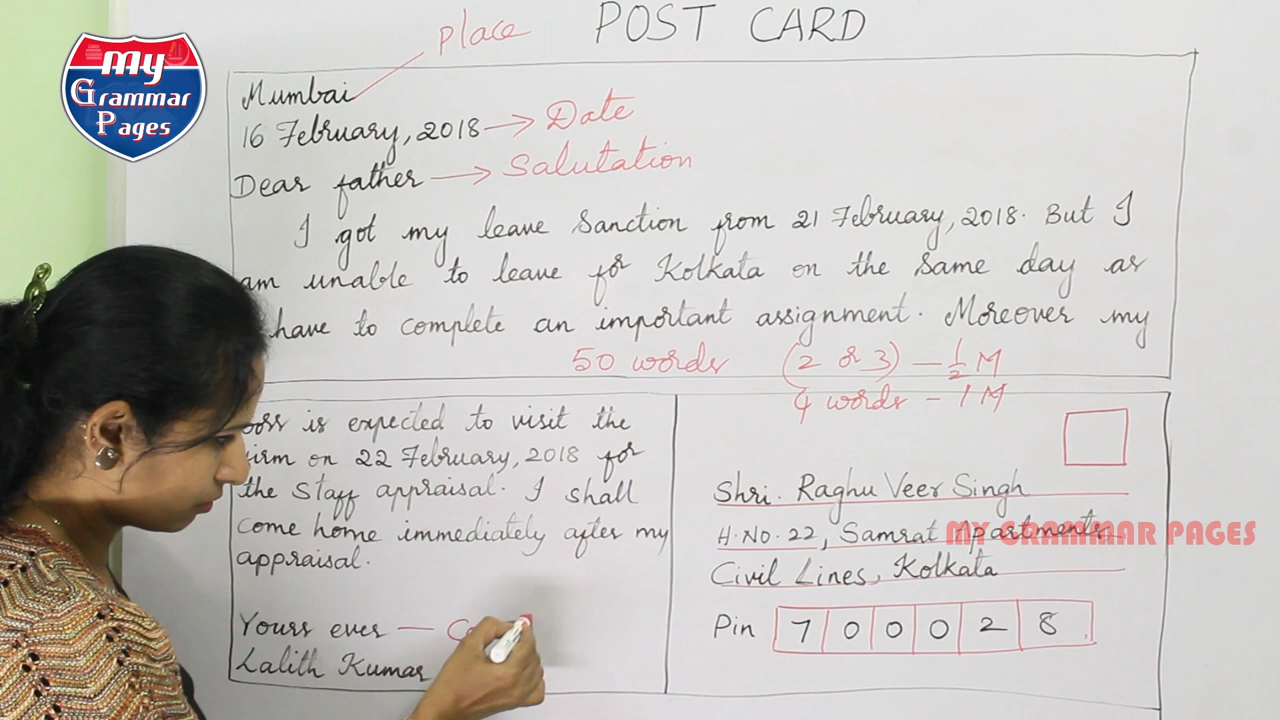 My
Grammar
Pages
POST CARD
place
Mumbai
16 February, 2018 Date
Dear father Salutation
I got my leave Sanction from 21 February, 2018. But I
am unable to leave for Kolkata on the same day as
have to complete an important assignment. Moreover my
50 words (2 or 3) - 1/2 M
4 words - 1 M
is expected to visit the
on 22 February, 2018 for
the Staff appraisal. I shall
come home immediately after my
appraisal.
Yours ever
Lalith Kumar
Shri. Raghu Veer Singh
H.No. 22, Samrat Apartments
MY GRAMMAR PAGES
Civil Lines, Kolkata
Pin 7 0 0 0 2 8